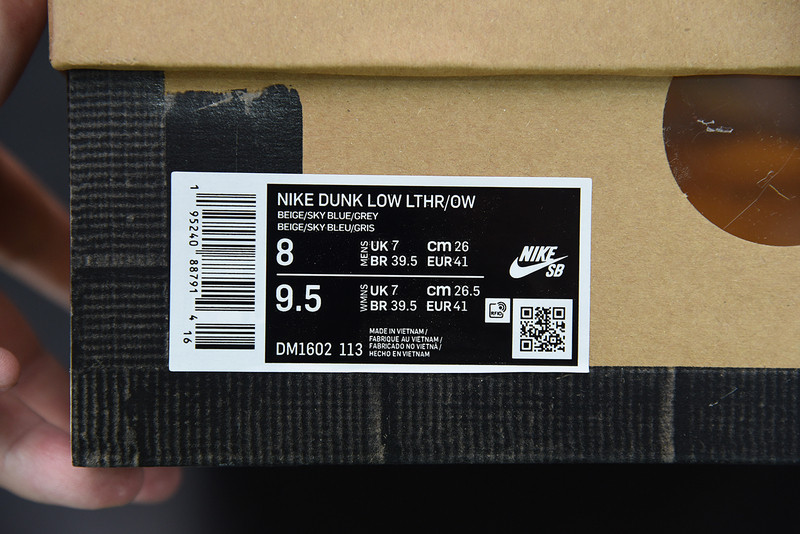 1 95240 88791 4 16
NIKE DUNK LOW LTHR/OW
BEIGE/SKY BLUE/GREY
BEIGE/SKY BLEU/GRIS
8 MENS UK 7 cm 26
BR 39.5 EUR 41
9.5 WMNS UK 7 cm 26.5
BR 39.5 EUR 41
NIKE
SB
RFID
DM1602 113
MADE IN VIETNAM /
FABRIQUE AU VIETNAM /
FABRICADO NO VIETNÃ /
HECHO EN VIETNAM